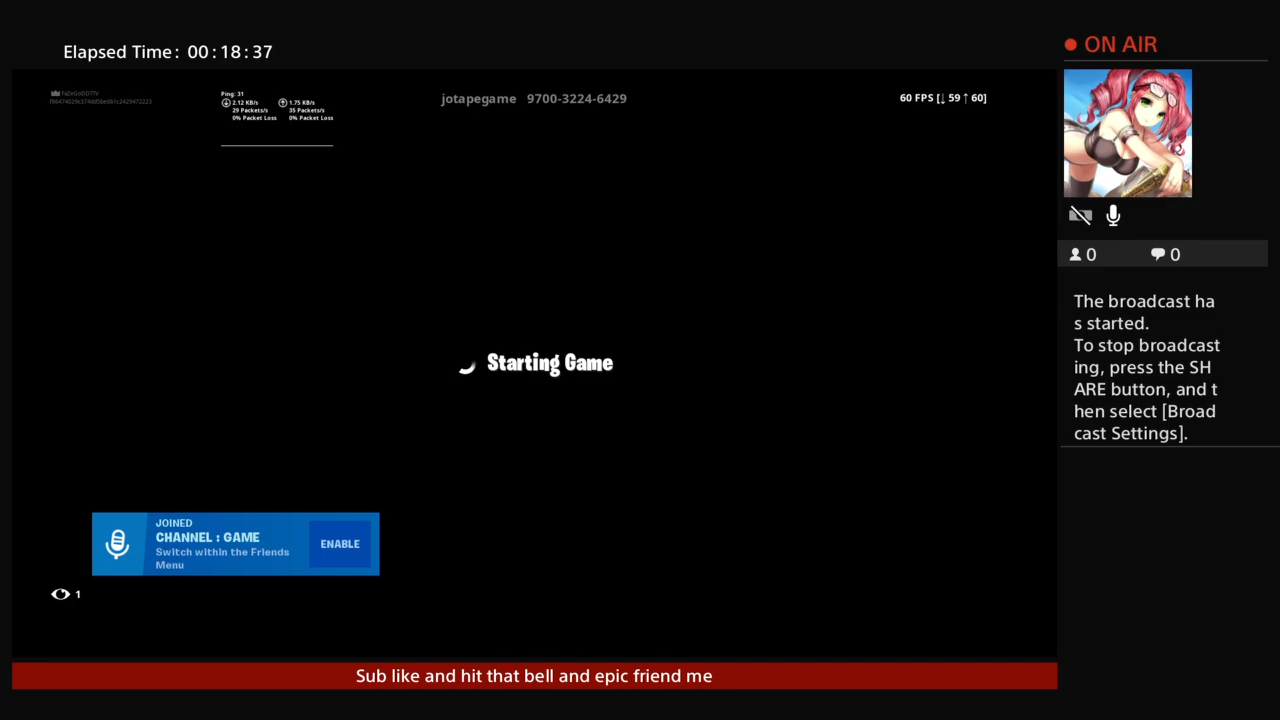 Elapsed Time: 00:18:37
ON AIR
FaZeGoDDTTV
Ping: 31
2.12 KB/s 1.75 KB/s
29 Packets/s 35 Packets/s
0% Packet Loss 0% Packet Loss
jotapegame 9700-3224-6429
60 FPS [↓ 59 ↑ 60]
0 0
The broadcast ha
s started.
To stop broadcast
ing, press the SH
ARE button, and t
hen select [Broad
cast Settings].
Starting Game
JOINED
CHANNEL : GAME
Switch within the Friends
Menu
ENABLE
1
Sub like and hit that bell and epic friend me